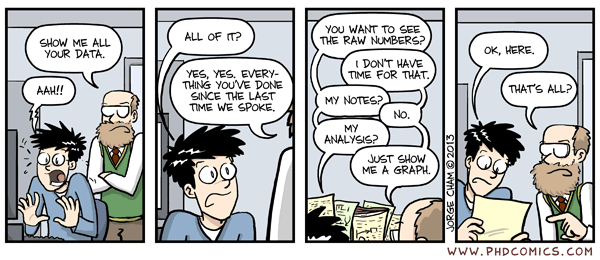 SHOW ME ALL
YOUR DATA.
AAH!!
ALL OF IT?
YES, YES. EVERY-
THING YOU'VE DONE
SINCE THE LAST
TIME WE SPOKE.
YOU WANT TO SEE
THE RAW NUMBERS?
I DON'T HAVE
TIME FOR THAT.
MY NOTES?
NO.
MY
ANALYSIS?
JUST SHOW
ME A GRAPH.
JORGE CHAM © 2013
OK, HERE.
THAT'S ALL?
WWW.PHDCOMICS.COM